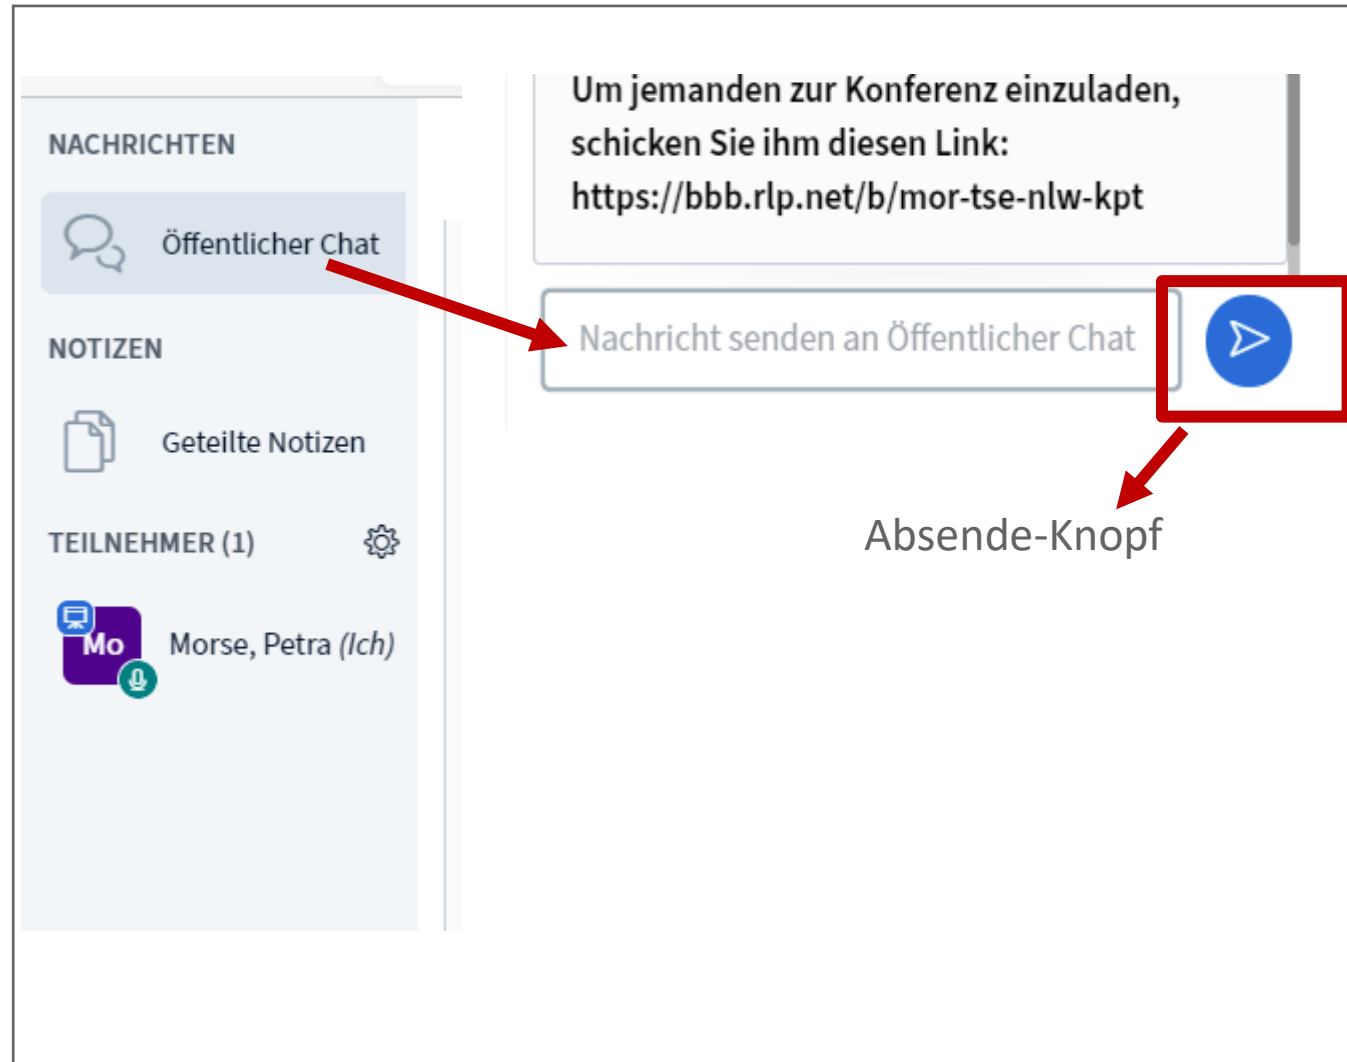 NACHRICHTEN
Öffentlicher Chat
NOTIZEN
Geteilte Notizen
TEILNEHMER (1)
Mo
Morse, Petra (Ich)
Um jemanden zur Konferenz einzuladen,
schicken Sie ihm diesen Link:
https://bbb.rlp.net/b/mor-tse-nlw-kpt
Nachricht senden an Öffentlicher Chat
Absende-Knopf